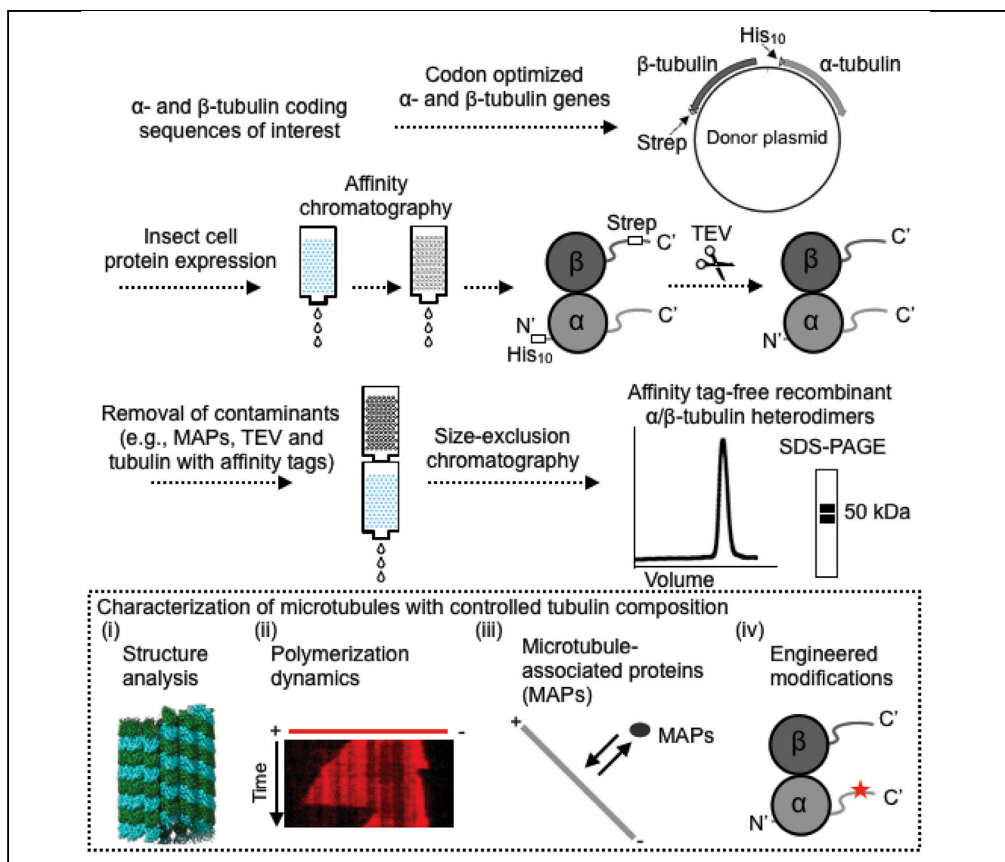 His10
β-tubulin
α-tubulin
Codon optimized
α- and β-tubulin genes
α- and β-tubulin coding
sequences of interest
Strep
Donor plasmid
Affinity
chromatography
Insect cell
protein expression
Strep
C'
TEV
C'
β
β
α
α
N'
C'
C'
His10
N'
Removal of contaminants
(e.g., MAPs, TEV and
tubulin with affinity tags)
Size-exclusion
chromatography
Affinity tag-free recombinant
α/β-tubulin heterodimers
SDS-PAGE
50 kDa
Volume
Characterization of microtubules with controlled tubulin composition
(i)
Structure
analysis
(ii)
Polymerization
dynamics
+
-
Time
(iii)
Microtubule-
associated proteins
(MAPs)
+
MAPs
-
(iv)
Engineered
modifications
β
C'
α
C'
N'